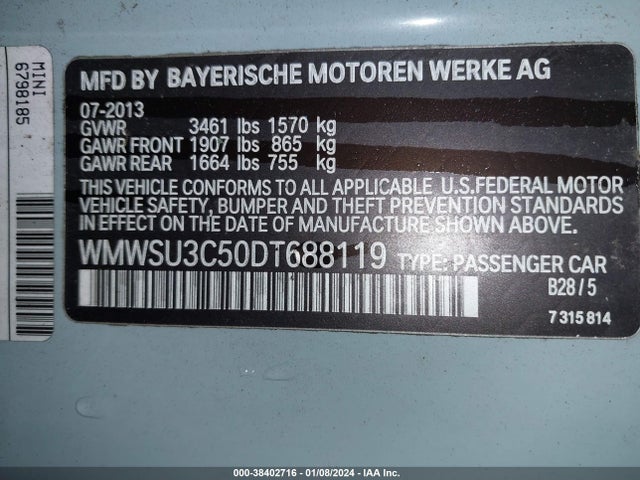 MINI
6798185
MFD BY BAYERISCHE MOTOREN WERKE AG
07-2013
GVWR 3461 lbs 1570 kg
GAWR FRONT 1907 lbs 865 kg
GAWR REAR 1664 lbs 755 kg
THIS VEHICLE CONFORMS TO ALL APPLICABLE U.S.FEDERAL MOTOR
VEHICLE SAFETY, BUMPER AND THEFT PREVENTION STANDARDS
IN EFFECT ON THE DATE OF MANUFACTURE SHOWN ABOVE.
WMWSU3C50DT688119 TYPE: PASSENGER CAR
B28/5
7 315 814
000-38402716 - 01/08/2024 - IAA Inc.